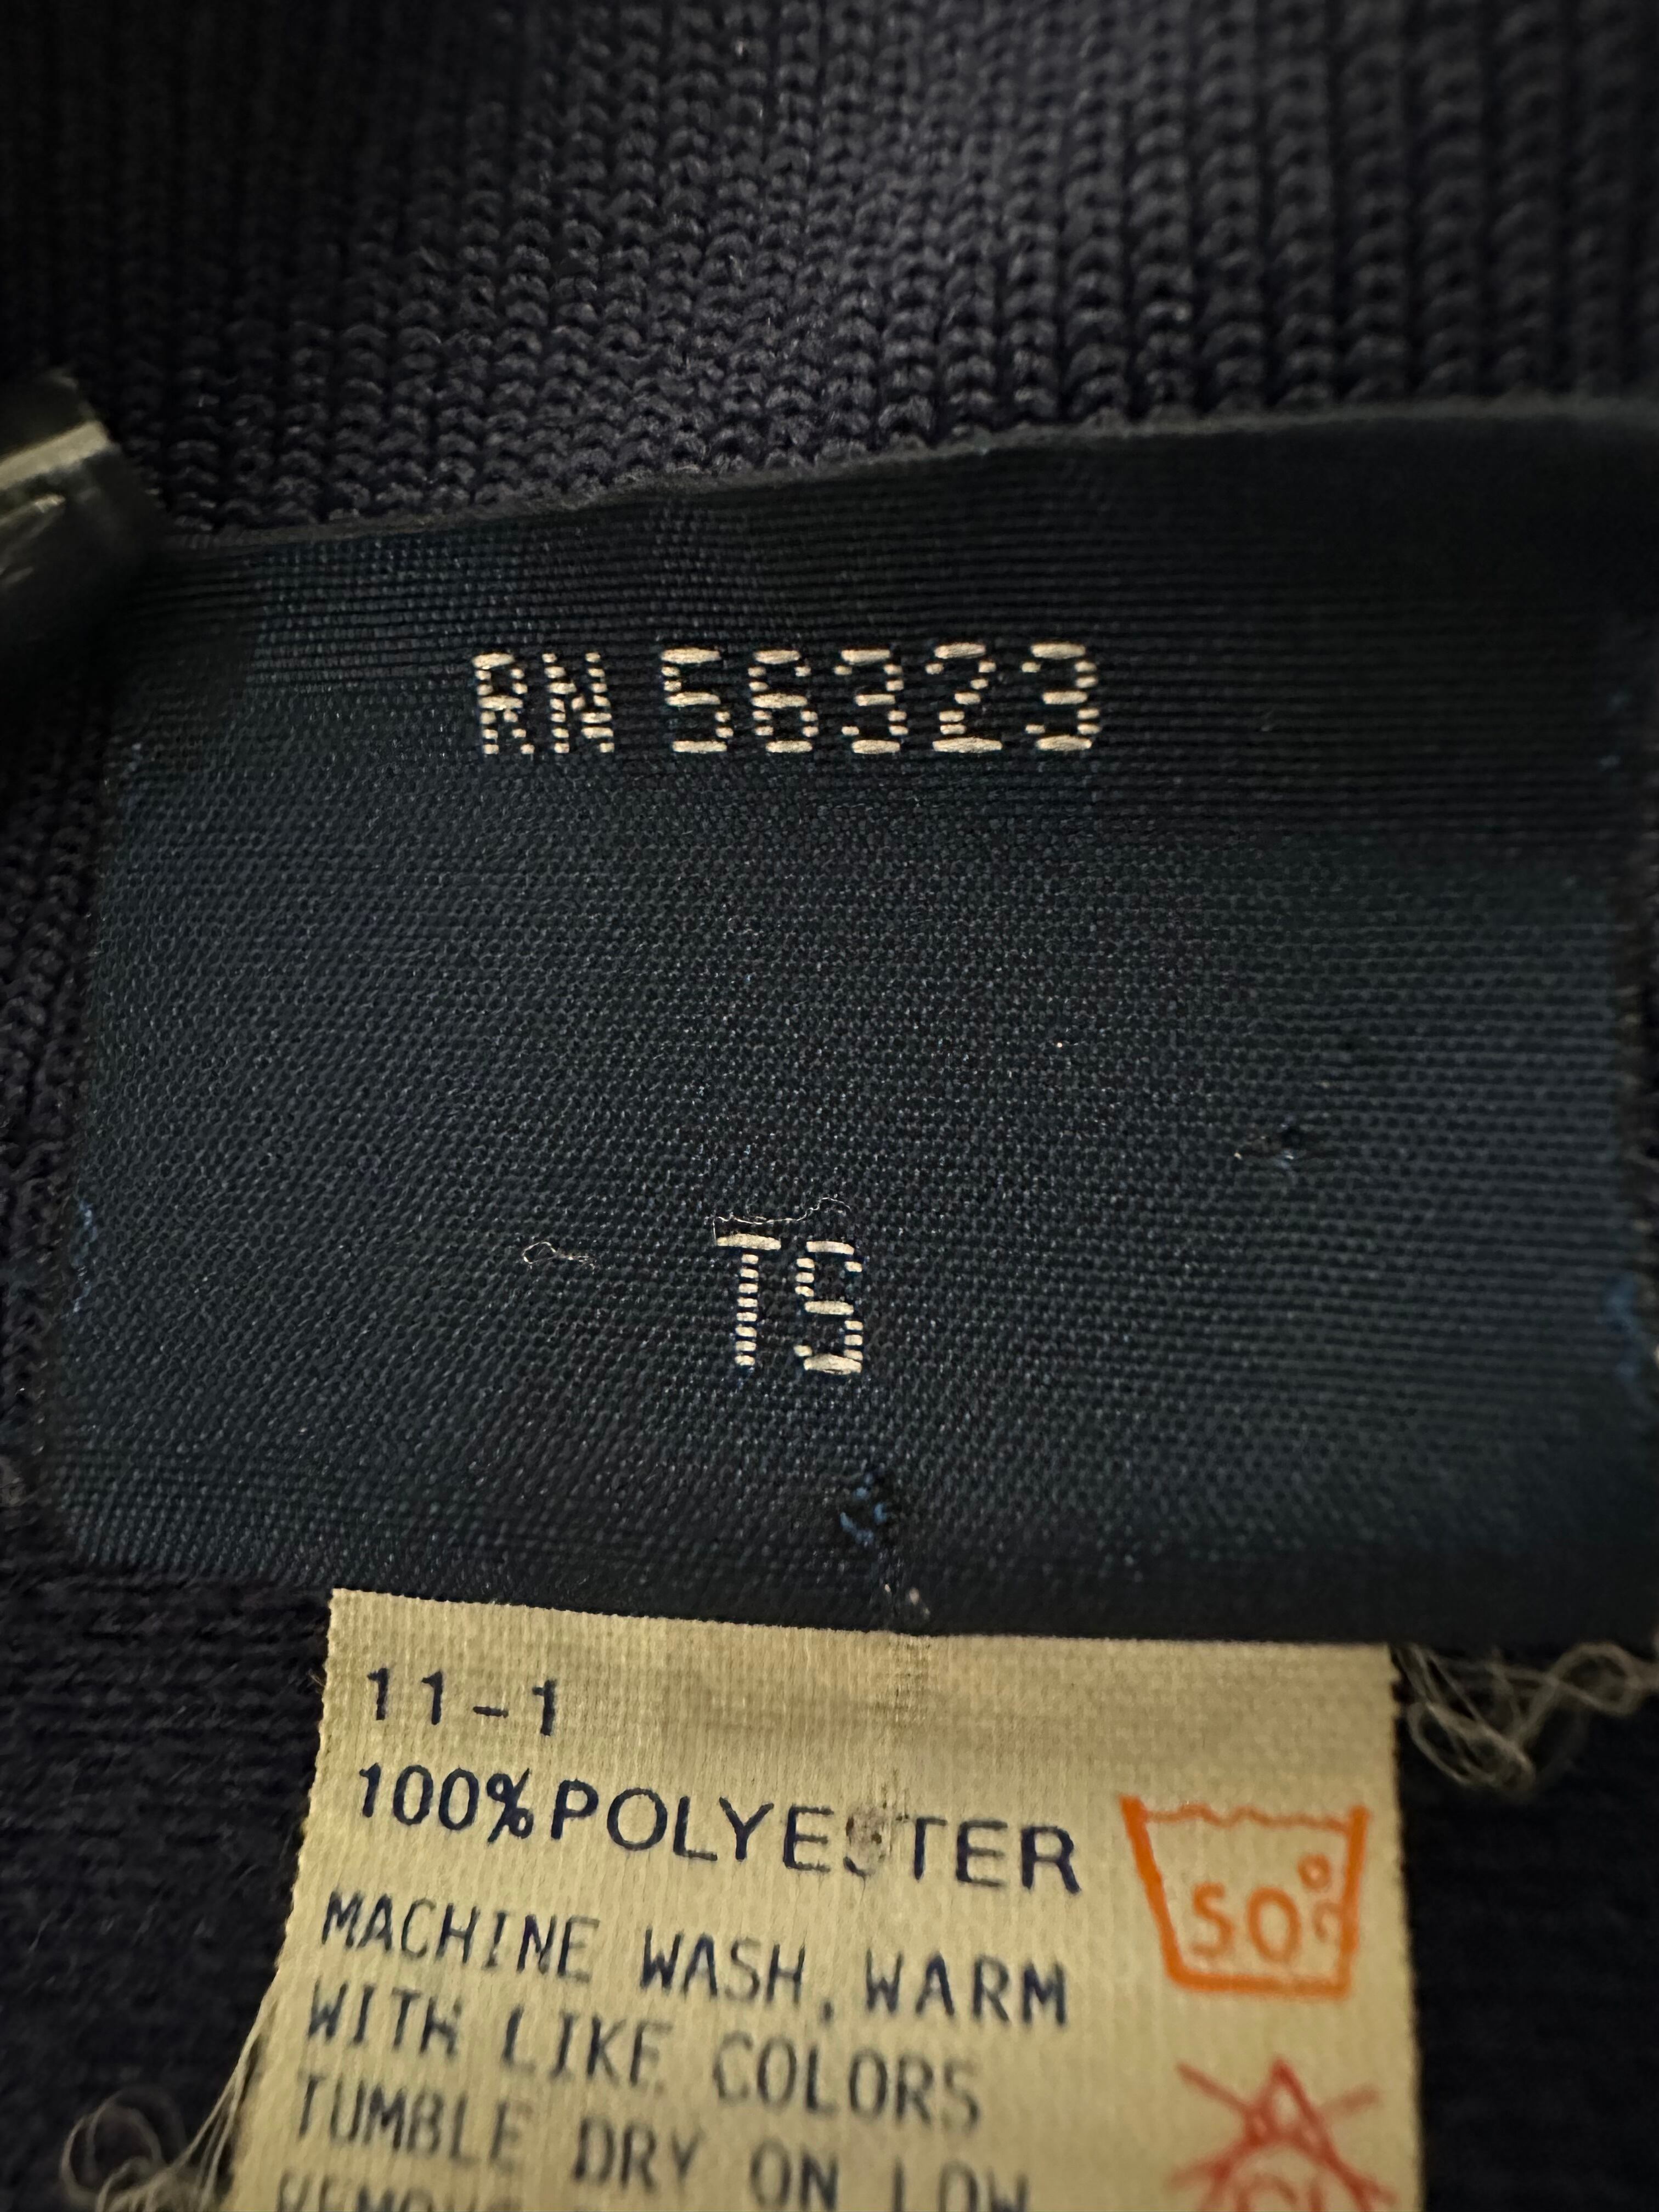 RN 56323
TS
11-1
100% POLYESTER
50°
MACHINE WASH, WARM
WITH LIKE COLORS
TUMBLE DRY ON LOW